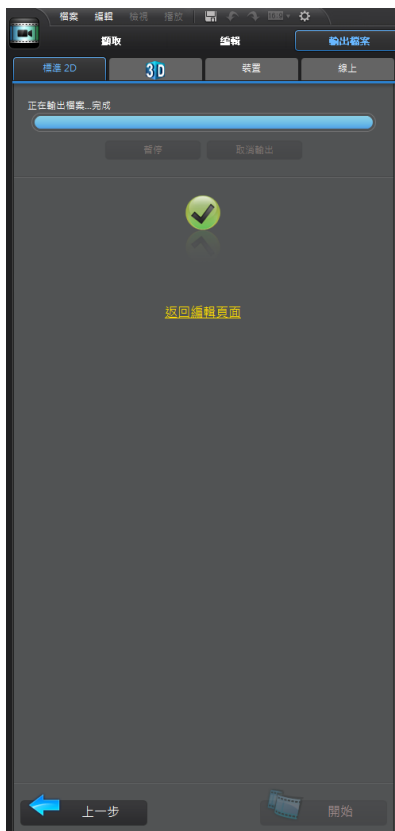 檔案 編輯 檢視 播放
擷取 編輯 輸出檔案
標準 2D 3D 裝置 線上
正在輸出檔案...完成
暫停 取消輸出
返回編輯頁面
上一步 開始